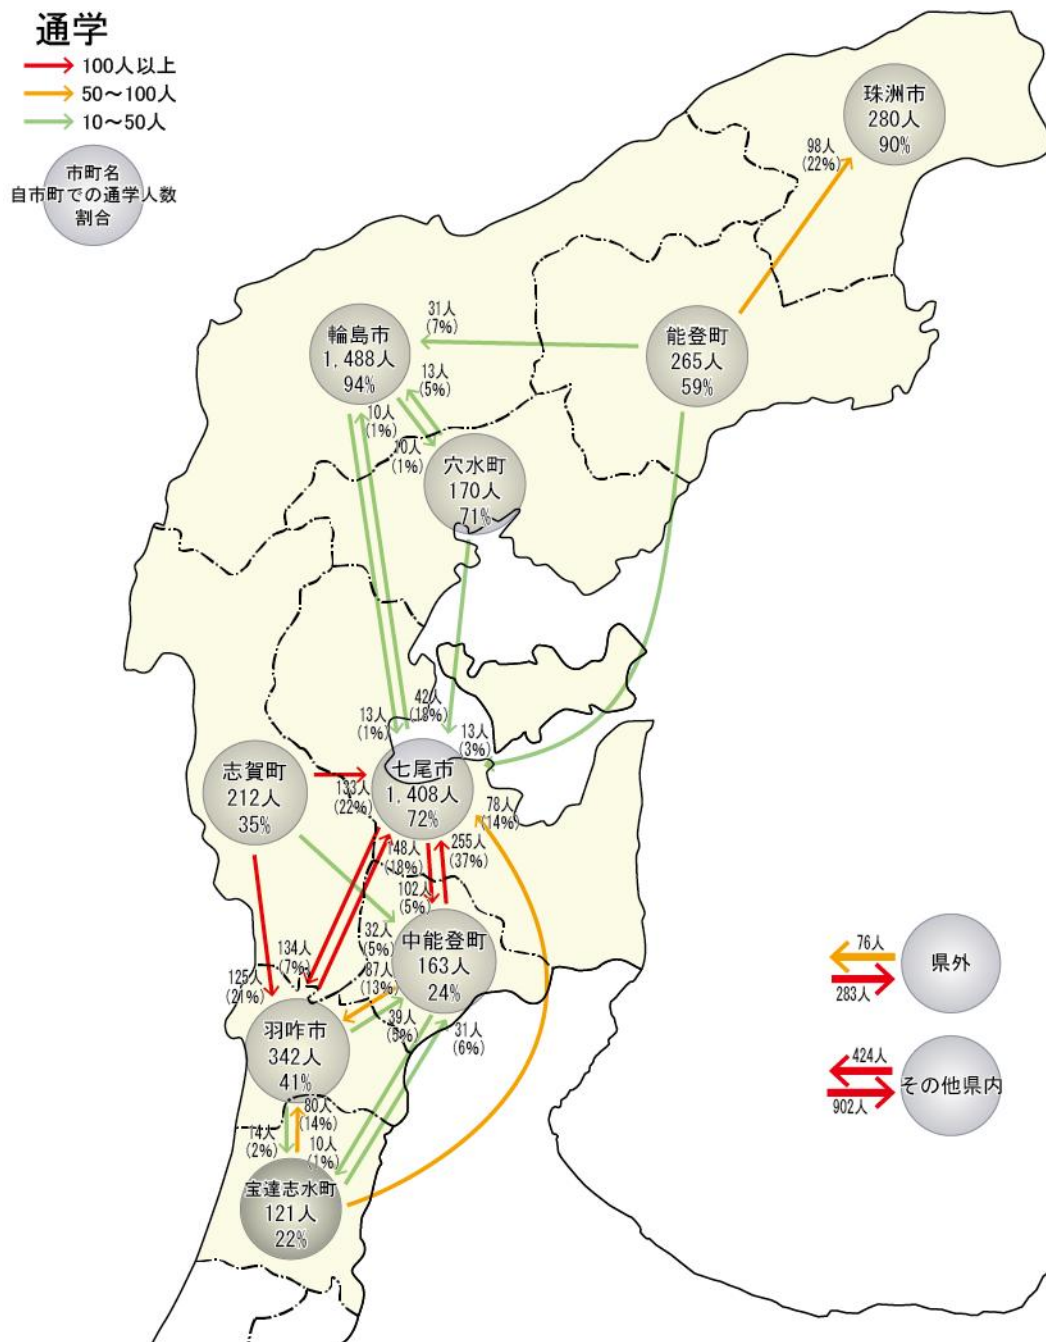 通学
100人以上
50～100人
10～50人
市町名
自市町での通学人数
割合
珠洲市
280人
90%
98人
(22%)
31人
(7%)
輪島市
1,488人
94%
能登町
265人
59%
13人
(5%)
10人
(1%)
10人
(1%)
穴水町
170人
71%
42人
(18%)
13人
(1%)
13人
(3%)
志賀町
212人
35%
133人
(22%)
七尾市
1,408人
72%
78人
(14%)
148人
(18%)
255人
(37%)
102人
(5%)
32人
(5%)
中能登町
163人
24%
134人
(7%)
125人
(21%)
87人
(13%)
39人
(5%)
31人
(6%)
羽咋市
342人
41%
80人
(14%)
14人
(2%)
10人
(1%)
宝達志水町
121人
22%
76人
県外
283人
424人
その他県内
902人